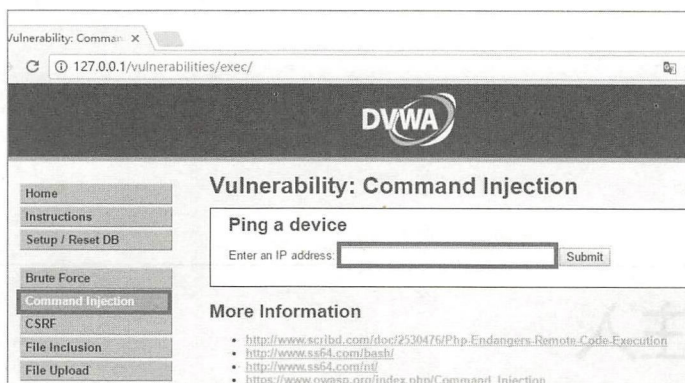 Vulnerability: Comman
127.0.0.1/vulnerabilities/exec/
DVWA
Home
Instructions
Setup / Reset DB
Brute Force
Command Injection
CSRF
File Inclusion
File Upload
Vulnerability: Command Injection
Ping a device
Enter an IP address:
Submit
More Information
http://www.scribd.com/doc/2530476/Php-Endangers-Remote-Code-Execution
http://www.ss64.com/bash/
http://www.ss64.com/nt/
https://www.owasp.org/index.php/Command_Injection